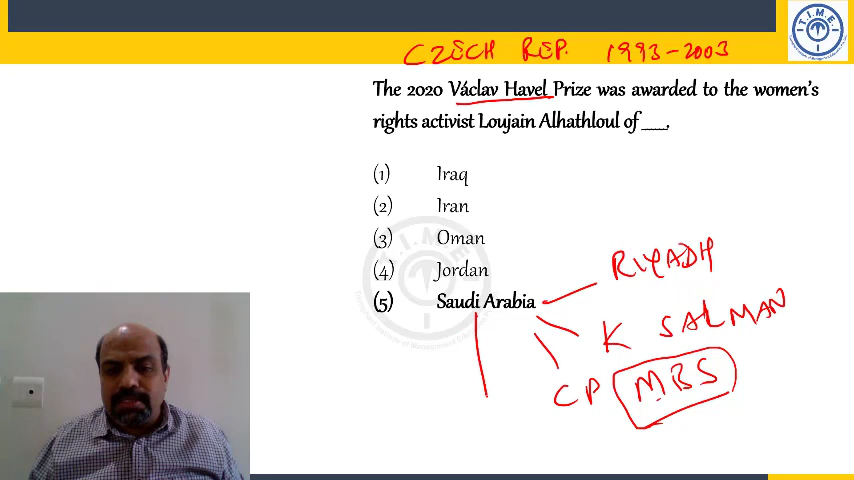 T.I.M.E.
CZECH REP. 1993-2003
The 2020 Václav Havel Prize was awarded to the women's
rights activist Loujain Alhathloul of ____.
(1) Iraq
(2) Iran
(3) Oman
(4) Jordan
(5) Saudi Arabia
RIYADH
K SALMAN
CP MBS